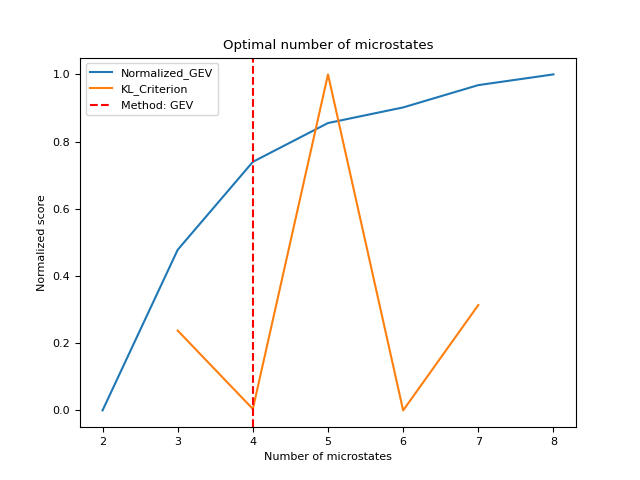 Optimal number of microstates
Normalized_GEV
KL_Criterion
Method: GEV
1.0
0.8
0.6
0.4
0.2
0.0
Normalized score
2 3 4 5 6 7 8
Number of microstates